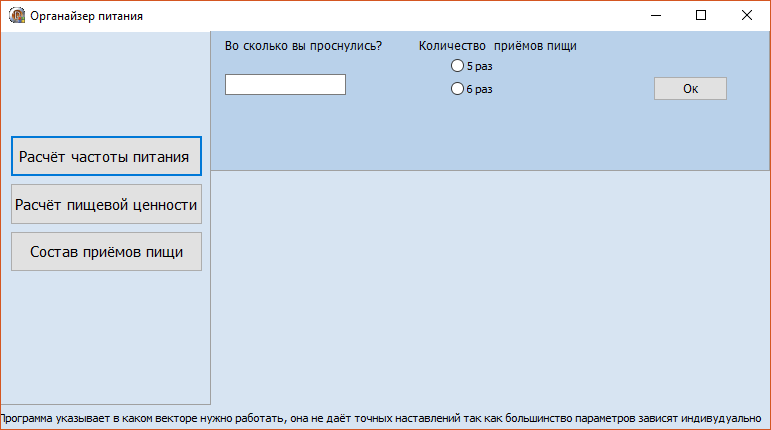 Органайзер питания
Во сколько вы проснулись?
Количество приёмов пищи
5 раз
6 раз
Ок
Расчёт частоты питания
Расчёт пищевой ценности
Состав приёмов пищи
Программа указывает в каком векторе нужно работать, она не даёт точных наставлений так как большинство параметров зависят индивудуально